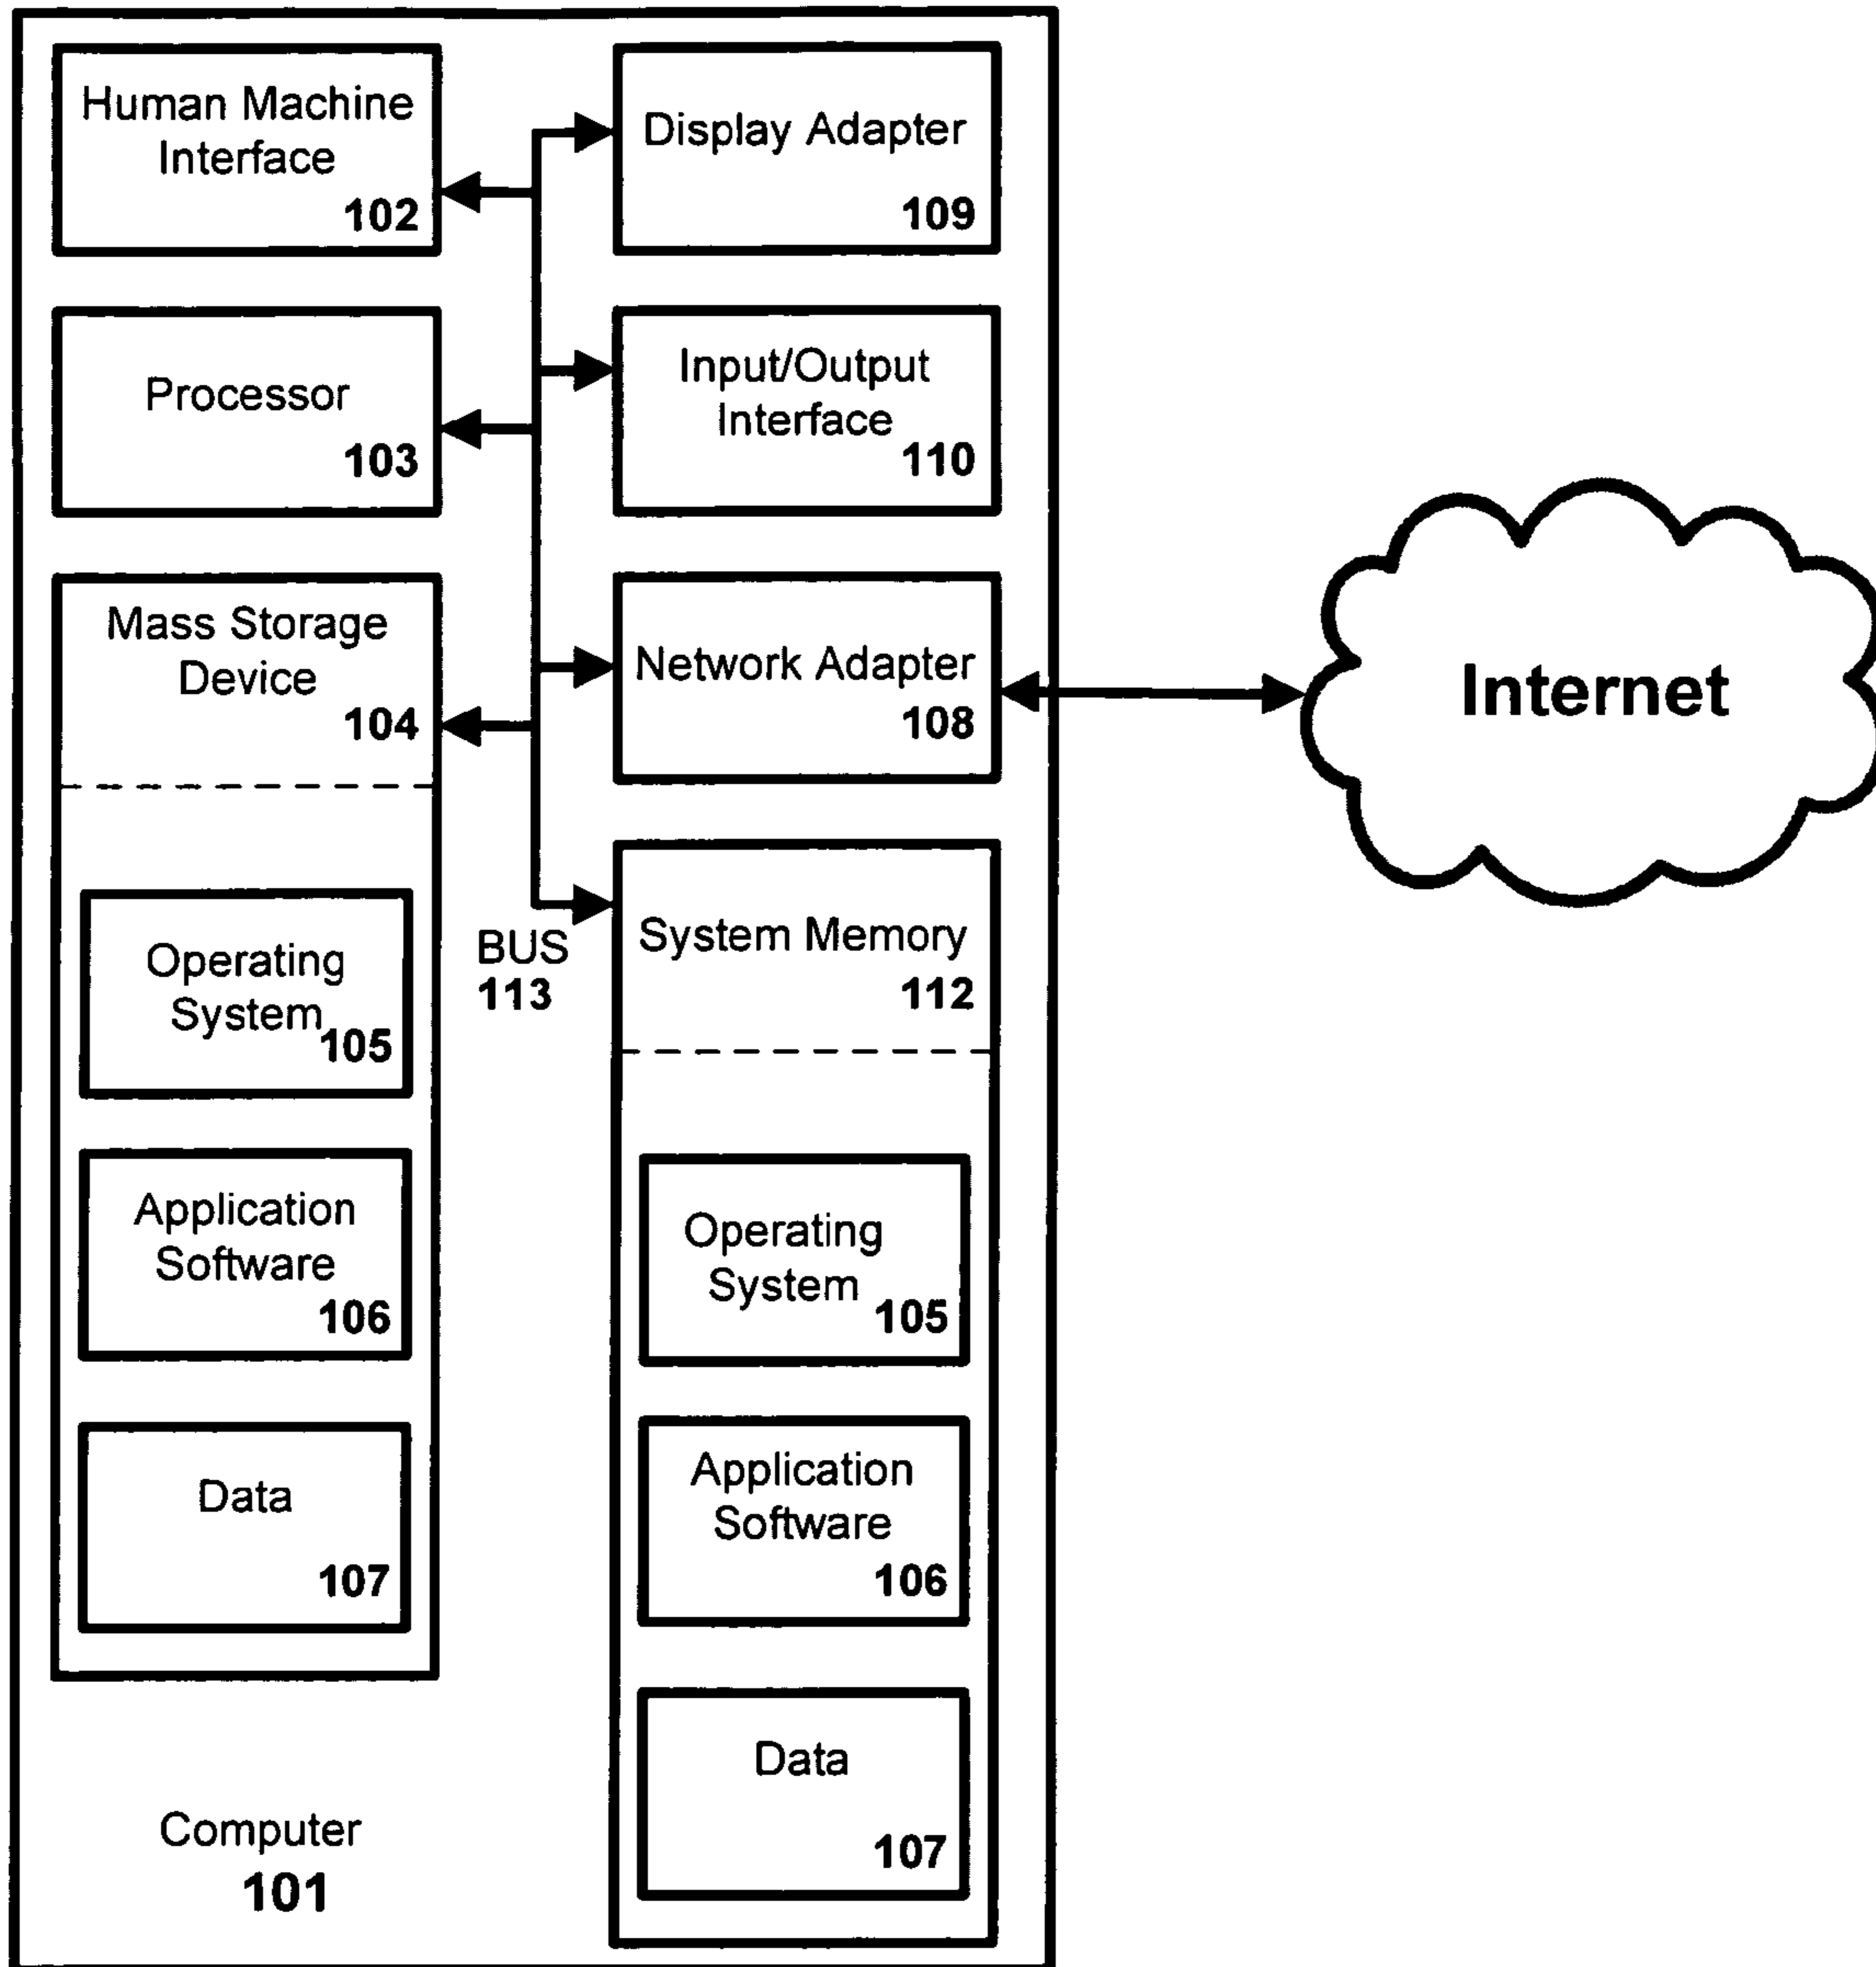 Human Machine
Interface
102
Display Adapter
109
Processor
103
Input/Output
Interface
110
Mass Storage
Device
104
Network Adapter
108
Internet
BUS
113
System Memory
112
Operating
System
105
Application
Software
106
Data
107
Operating
System
105
Application
Software
106
Data
107
Computer
101